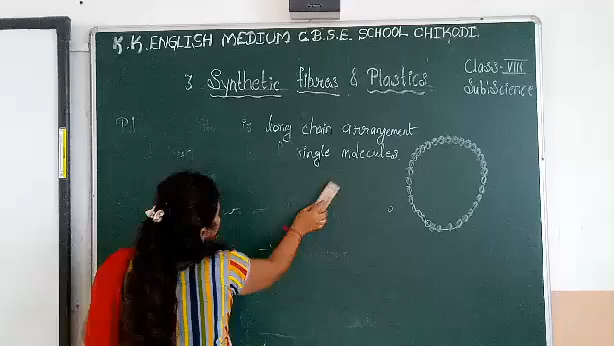 K.K. ENGLISH MEDIUM C.B.S.E. SCHOOL CHIKODI.
Class:- VIII
Sub: Science
3 Synthetic fibres & Plastics
is long chain arrangement
single molecules